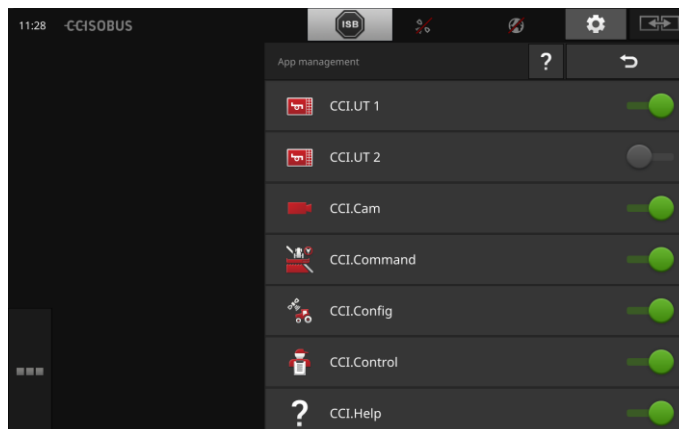 11:28 CCISOBUS ISB
App management ?
CCI.UT 1
CCI.UT 2
CCI.Cam
CCI.Command
CCI.Config
CCI.Control
? CCI.Help